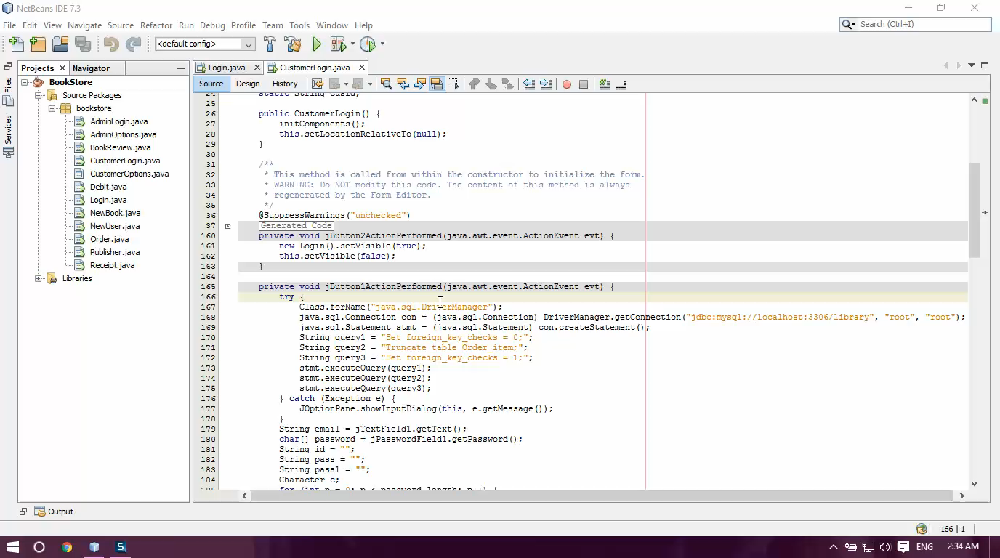 NetBeans IDE 7.3
File Edit View Navigate Source Refactor Run Debug Profile Team Tools Window Help
Search (Ctrl+I)
<default config>
Projects
Navigator
Files
Services
BookStore
Source Packages
bookstore
AdminLogin.java
AdminOptions.java
BookReview.java
CustomerLogin.java
CustomerOptions.java
Debit.java
Login.java
NewBook.java
NewUser.java
Order.java
Publisher.java
Receipt.java
Libraries
Login.java
CustomerLogin.java
Source Design History
24 static String cusid;
25
26 public CustomerLogin() {
27 initComponents();
28 this.setLocationRelativeTo(null);
29 }
30
31 /**
32 * This method is called from within the constructor to initialize the form.
33 * WARNING: Do NOT modify this code. The content of this method is always
34 * regenerated by the Form Editor.
35 */
36 @SuppressWarnings("unchecked")
37 Generated Code
160 private void jButton2ActionPerformed(java.awt.event.ActionEvent evt) {
161 new Login().setVisible(true);
162 this.setVisible(false);
163 }
164
165 private void jButton1ActionPerformed(java.awt.event.ActionEvent evt) {
166 try {
167 Class.forName("java.sql.DriverManager");
168 java.sql.Connection con = (java.sql.Connection) DriverManager.getConnection("jdbc:mysql://localhost:3306/library", "root", "root");
169 java.sql.Statement stmt = (java.sql.Statement) con.createStatement();
170 String query1 = "Set foreign_key_checks = 0;";
171 String query2 = "Truncate table Order_item;";
172 String query3 = "Set foreign_key_checks = 1;";
173 stmt.executeQuery(query1);
174 stmt.executeQuery(query2);
175 stmt.executeQuery(query3);
176 } catch (Exception e) {
177 JOptionPane.showInputDialog(this, e.getMessage());
178 }
179 String email = jTextField1.getText();
180 char[] password = jPasswordField1.getPassword();
181 String id = "";
182 String pass = "";
183 String pass1 = "";
184 Character c;
185 for (int p = 0; p < password.length; p++) {
Output
166 | 1
S
ENG
2:34 AM